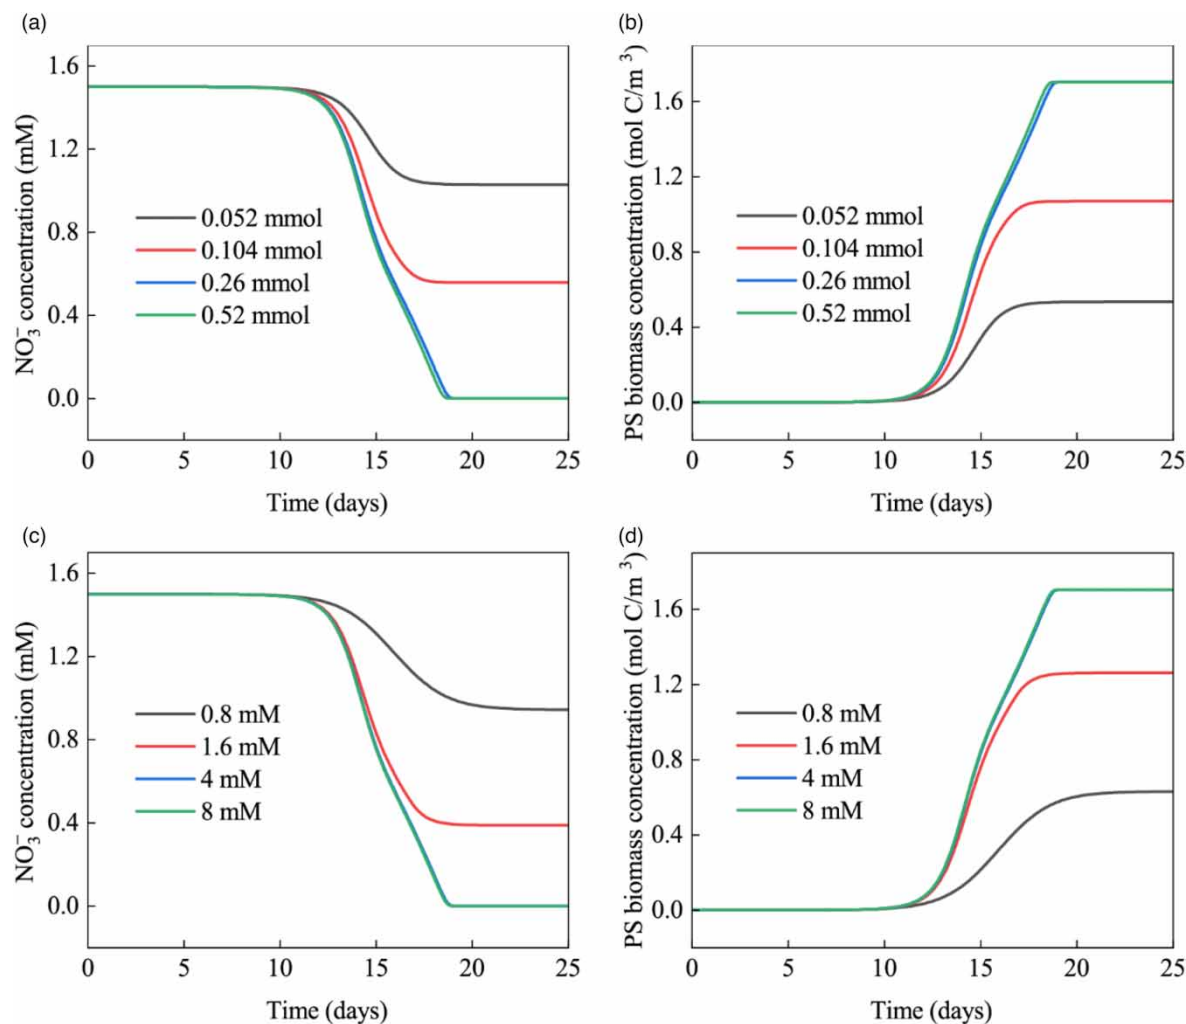 (a)
NO₃⁻ concentration (mM)
1.6
1.2
0.8
0.4
0.0
0.052 mmol
0.104 mmol
0.26 mmol
0.52 mmol
0 5 10 15 20 25
Time (days)
(b)
PS biomass concentration (mol C/m ³)
1.6
1.2
0.8
0.4
0.0
0.052 mmol
0.104 mmol
0.26 mmol
0.52 mmol
0 5 10 15 20 25
Time (days)
(c)
NO₃⁻ concentration (mM)
1.6
1.2
0.8
0.4
0.0
0.8 mM
1.6 mM
4 mM
8 mM
0 5 10 15 20 25
Time (days)
(d)
PS biomass concentration (mol C/m ³)
1.6
1.2
0.8
0.4
0.0
0.8 mM
1.6 mM
4 mM
8 mM
0 5 10 15 20 25
Time (days)